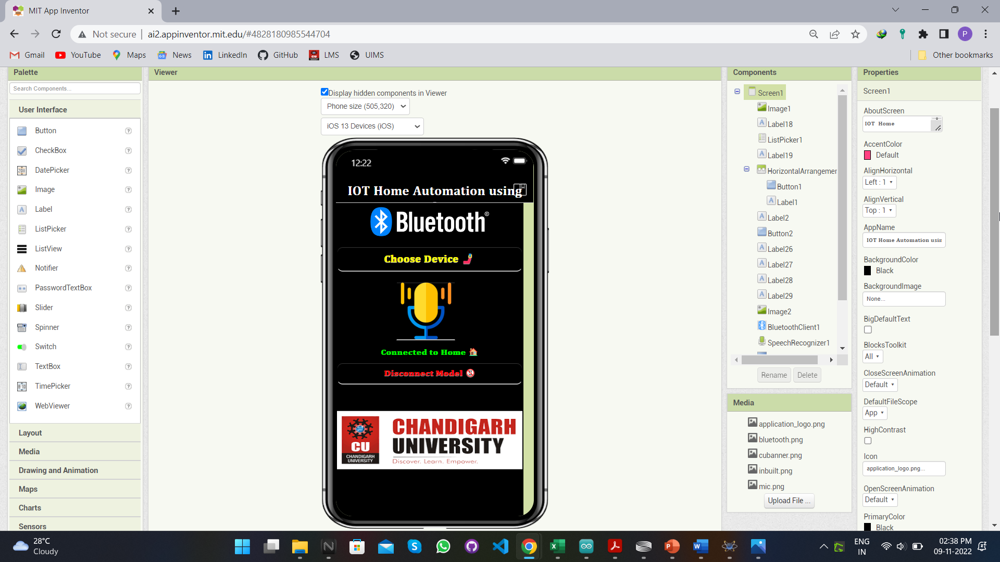 MIT App Inventor
Not secure
ai2.appinventor.mit.edu/#4828180985544704
P
Gmail
YouTube
Maps
News
LinkedIn
GitHub
LMS
UIMS
Other bookmarks
Palette
Search Components...
User Interface
Button
CheckBox
DatePicker
Image
Label
ListPicker
ListView
Notifier
PasswordTextBox
Slider
Spinner
Switch
TextBox
TimePicker
WebViewer
Layout
Media
Drawing and Animation
Maps
Charts
Sensors
Viewer
Display hidden components in Viewer
Phone size (505,320)
iOS 13 Devices (iOS)
12:22
IOT Home Automation using
Bluetooth®
Choose Device
Connected to Home
Disconnect Model
CU
CHANDIGARH
UNIVERSITY
CHANDIGARH
UNIVERSITY
Discover. Learn. Empower.
Components
Screen1
Image1
Label18
ListPicker1
Label19
HorizontalArrangemen
Button1
Label1
Label2
Button2
Label26
Label27
Label28
Label29
Image2
BluetoothClient1
SpeechRecognizer1
Rename
Delete
Media
application_logo.png
bluetooth.png
cubanner.png
inbuilt.png
mic.png
Upload File ...
Properties
Screen1
AboutScreen
IOT Home
AccentColor
Default
AlignHorizontal
Left : 1
AlignVertical
Top : 1
AppName
IOT Home Automation usin
BackgroundColor
Black
BackgroundImage
None...
BigDefaultText
BlocksToolkit
All
CloseScreenAnimation
Default
DefaultFileScope
App
HighContrast
Icon
application_logo.png...
OpenScreenAnimation
Default
PrimaryColor
Black
28°C
Cloudy
ENG
IN
02:38 PM
09-11-2022